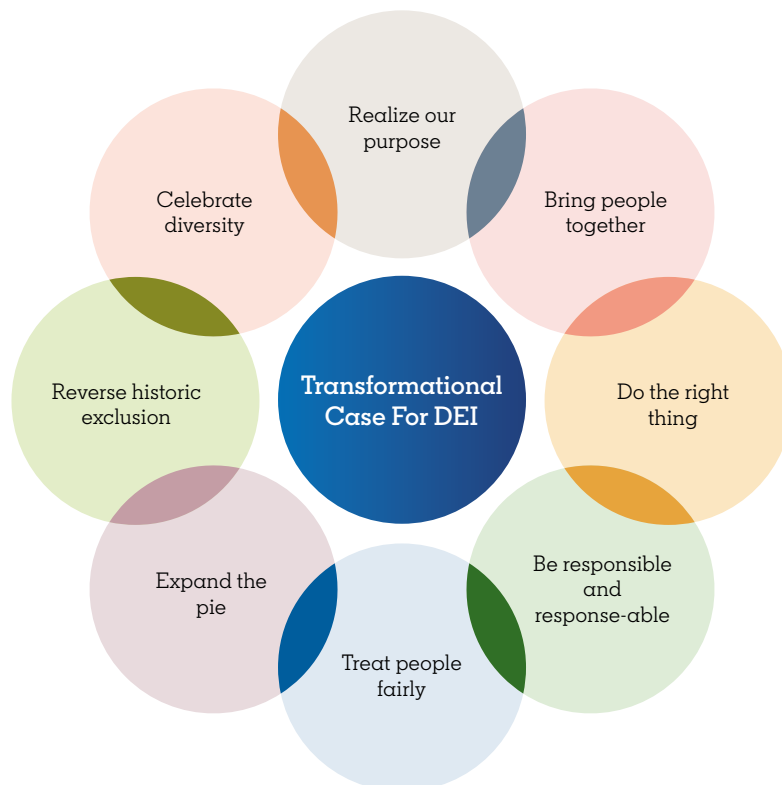 Realize our
purpose
Celebrate
diversity
Bring people
together
Reverse historic
exclusion
Transformational
Case For DEI
Do the right
thing
Expand the
pie
Be responsible
and
response-able
Treat people
fairly